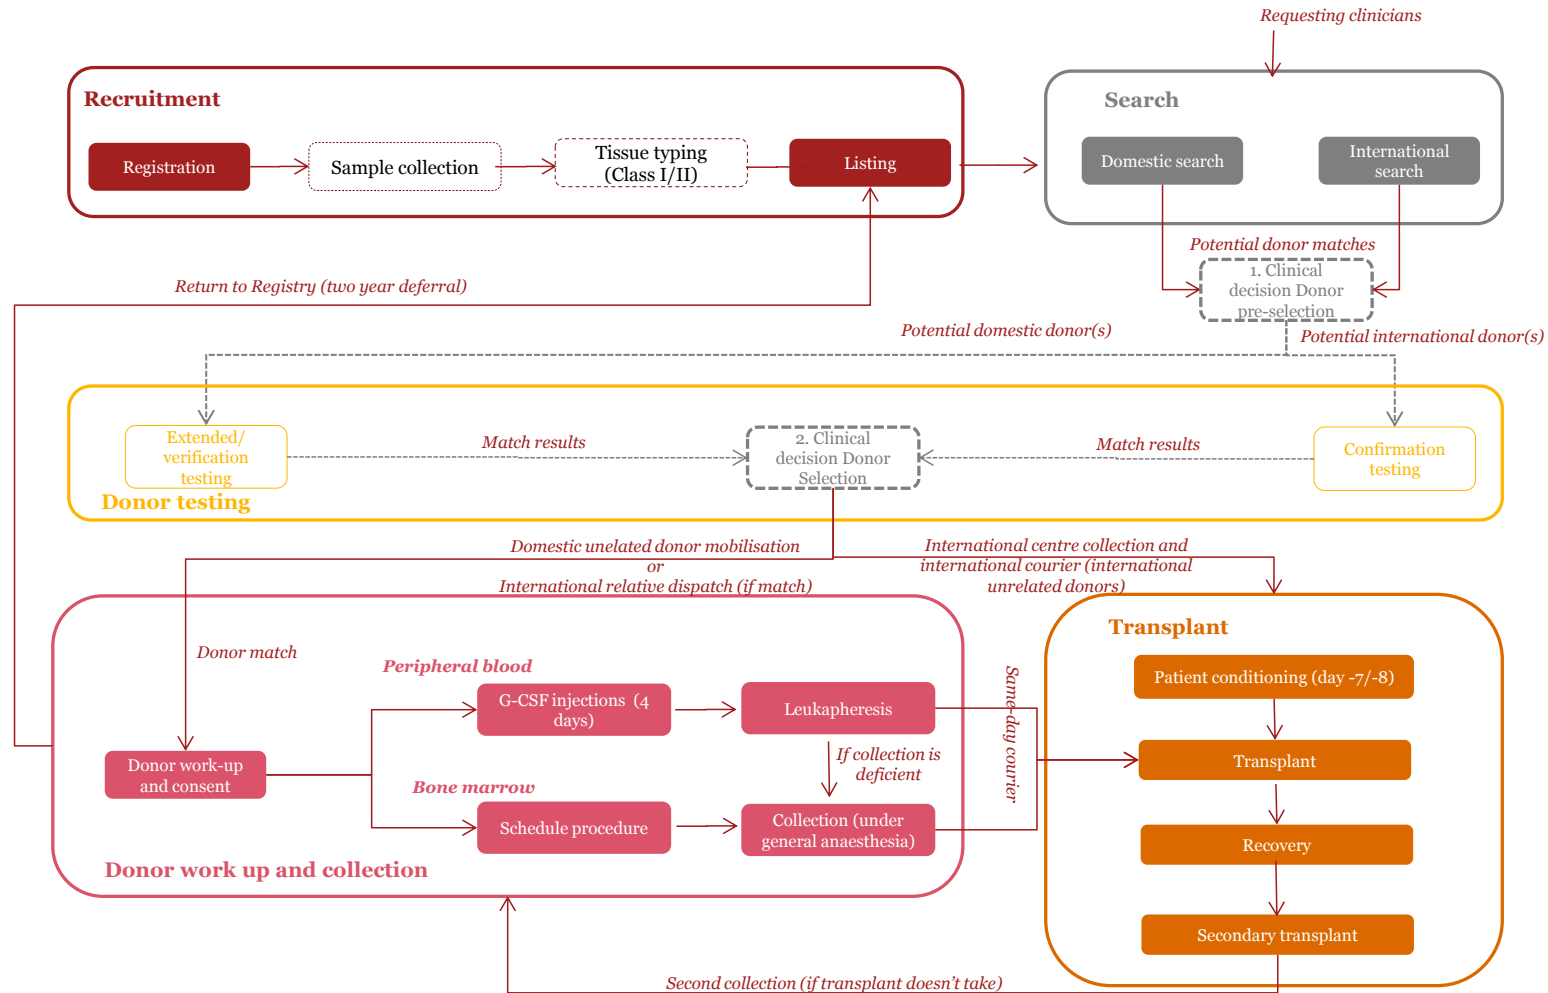 Requesting clinicians
Recruitment
Search
Registration
Sample collection
Tissue typing
(Class I/II)
Listing
Domestic search
International
search
Potential donor matches
1. Clinical
decision Donor
pre-selection
Return to Registry (two year deferral)
Potential domestic donor(s)
Potential international donor(s)
Extended/
verification
testing
Match results
2. Clinical
decision Donor
Selection
Match results
Confirmation
testing
Donor testing
Domestic unelated donor mobilisation
or
International relative dispatch (if match)
International centre collection and
international courier (international
unrelated donors)
Donor match
Peripheral blood
G-CSF injections (4
days)
Leukapheresis
If collection is
deficient
Donor work-up
and consent
Bone marrow
Schedule procedure
Collection (under
general anaesthesia)
Donor work up and collection
Same-day courier
Transplant
Patient conditioning (day -7/-8)
Transplant
Recovery
Secondary transplant
Second collection (if transplant doesn’t take)